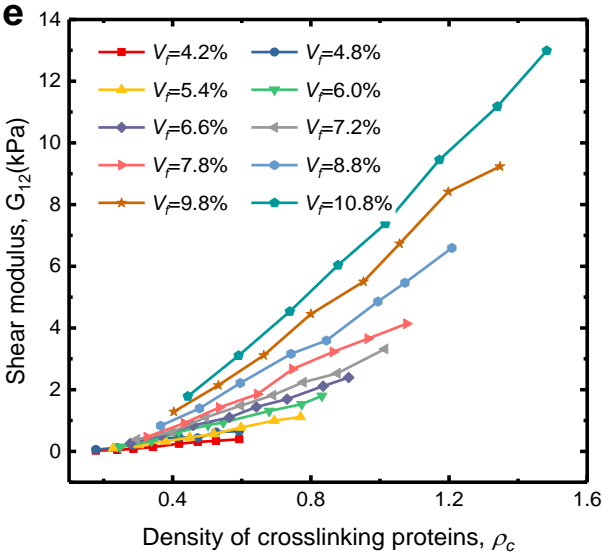 e
Shear modulus, G12(kPa)
14
12
10
8
6
4
2
0
Vf=4.2% Vf=4.8%
Vf=5.4% Vf=6.0%
Vf=6.6% Vf=7.2%
Vf=7.8% Vf=8.8%
Vf=9.8% Vf=10.8%
0.4 0.8 1.2 1.6
Density of crosslinking proteins, ρc